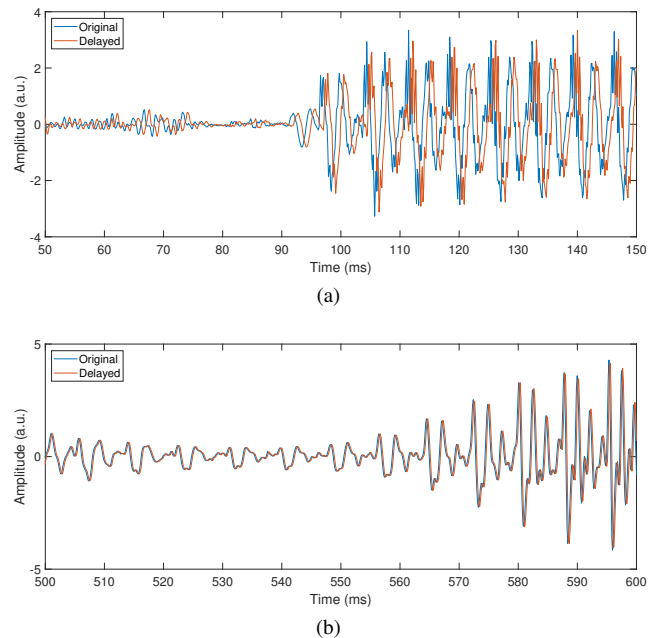 4
2
0
-2
-4
Amplitude (a.u.)
Original
Delayed
50 60 70 80 90 100 110 120 130 140 150
Time (ms)
(a)
5
0
-5
Amplitude (a.u.)
Original
Delayed
500 510 520 530 540 550 560 570 580 590 600
Time (ms)
(b)